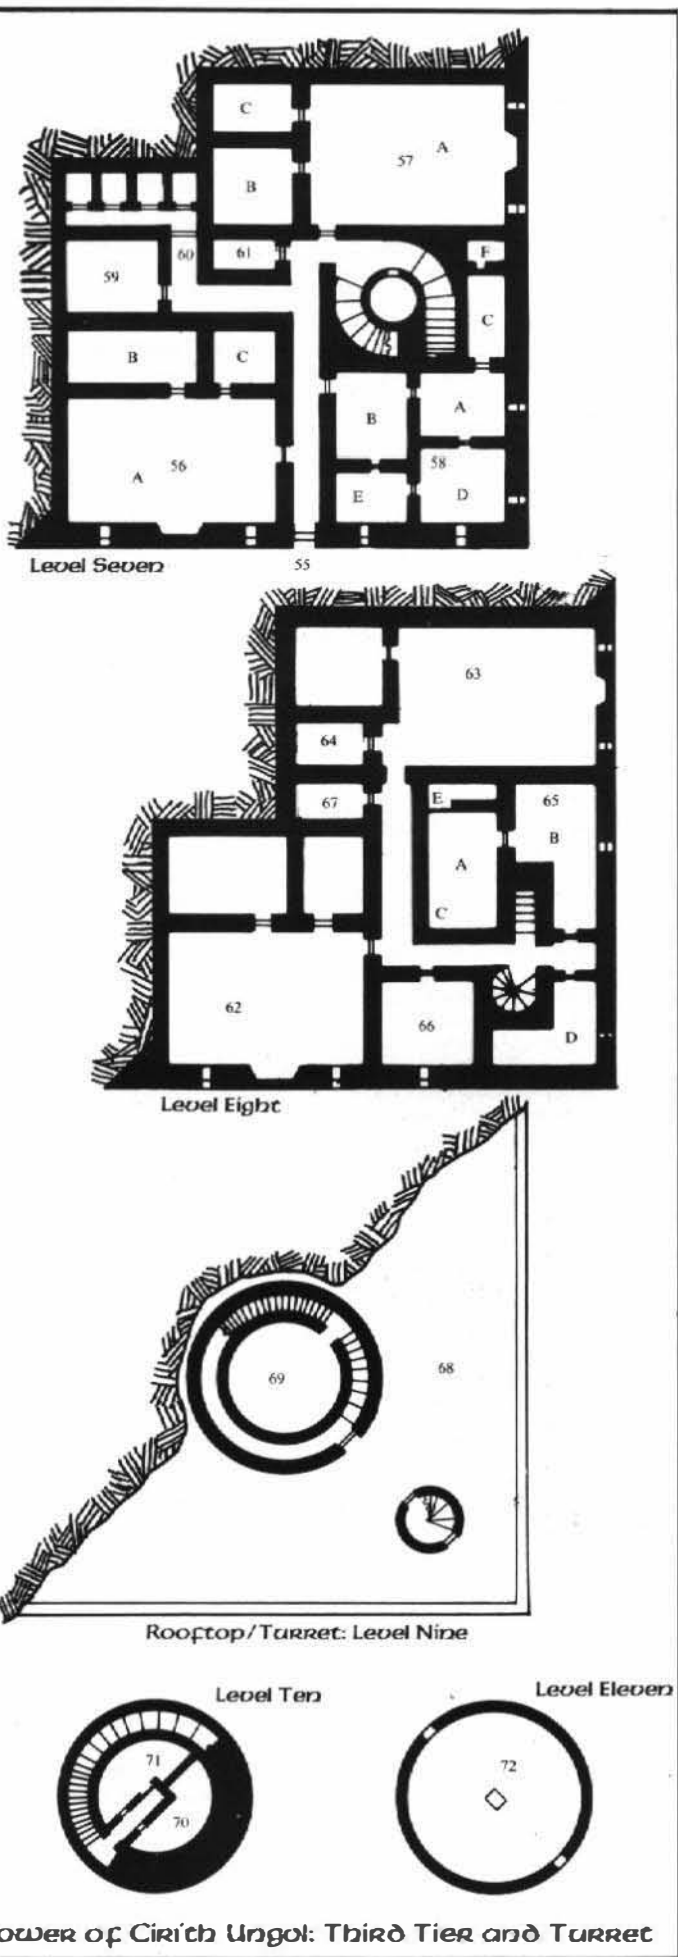 C
57 A
B
60
61
F
59
C
B
C
B
A
A
56
58
E
D
Level Seven
55
63
64
E
65
67
B
A
C
62
66
D
Level Eight
69
68
Rooftop/Turret: Level Nine
Level Ten
Level Eleven
71
72
70
ower of Cirith Ungol: Third Tier and Turret